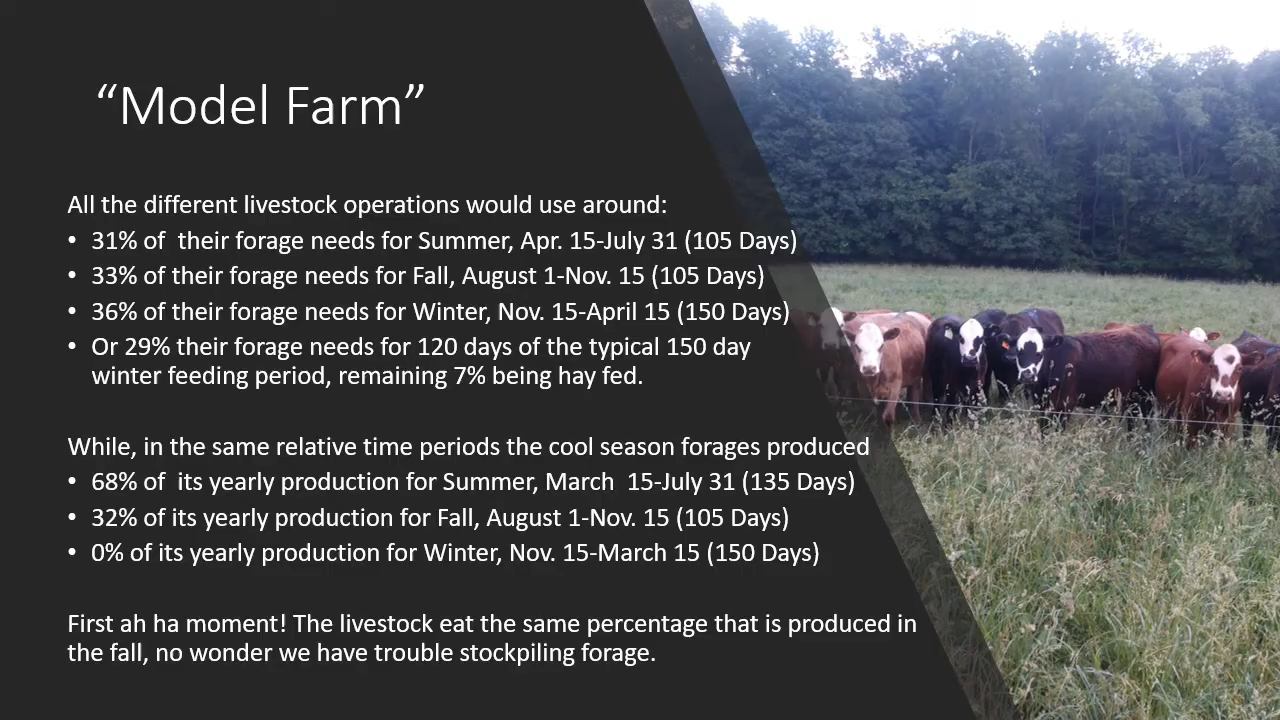 “Model Farm”
All the different livestock operations would use around:
• 31% of  their forage needs for Summer, Apr. 15-July 31 (105 Days)
• 33% of their forage needs for Fall, August 1-Nov. 15 (105 Days)
• 36% of their forage needs for Winter, Nov. 15-April 15 (150 Days)
• Or 29% their forage needs for 120 days of the typical 150 day
winter feeding period, remaining 7% being hay fed.
While, in the same relative time periods the cool season forages produced
• 68% of  its yearly production for Summer, March  15-July 31 (135 Days)
• 32% of its yearly production for Fall, August 1-Nov. 15 (105 Days)
• 0% of its yearly production for Winter, Nov. 15-March 15 (150 Days)
First ah ha moment! The livestock eat the same percentage that is produced in
the fall, no wonder we have trouble stockpiling forage.